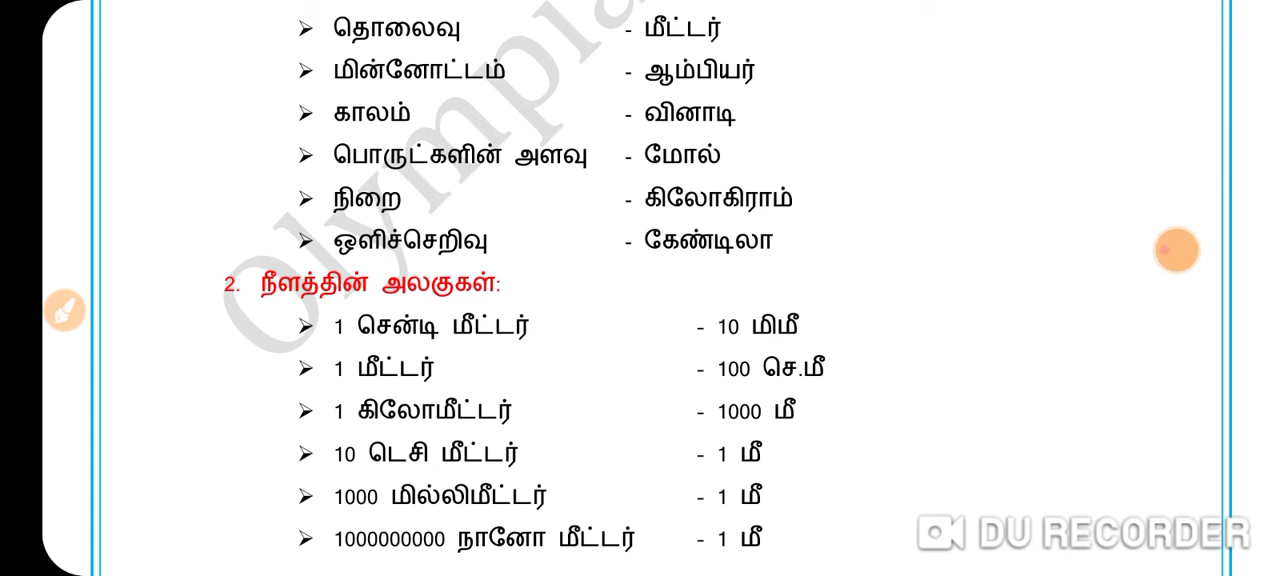 ➢ தொலைவு - மீட்டர்
➢ மின்னோட்டம் - ஆம்பியர்
➢ காலம் - வினாடி
➢ பொருட்களின் அளவு - மோல்
➢ நிறை - கிலோகிராம்
➢ ஒளிச்செறிவு - கேண்டிலா
2. நீளத்தின் அலகுகள்:
➢ 1 சென்டி மீட்டர் - 10 மிமீ
➢ 1 மீட்டர் - 100 செ.மீ
➢ 1 கிலோமீட்டர் - 1000 மீ
➢ 10 டெசி மீட்டர் - 1 மீ
➢ 1000 மில்லிமீட்டர் - 1 மீ
➢ 1000000000 நானோ மீட்டர் - 1 மீ
Olympia
DU RECORDER